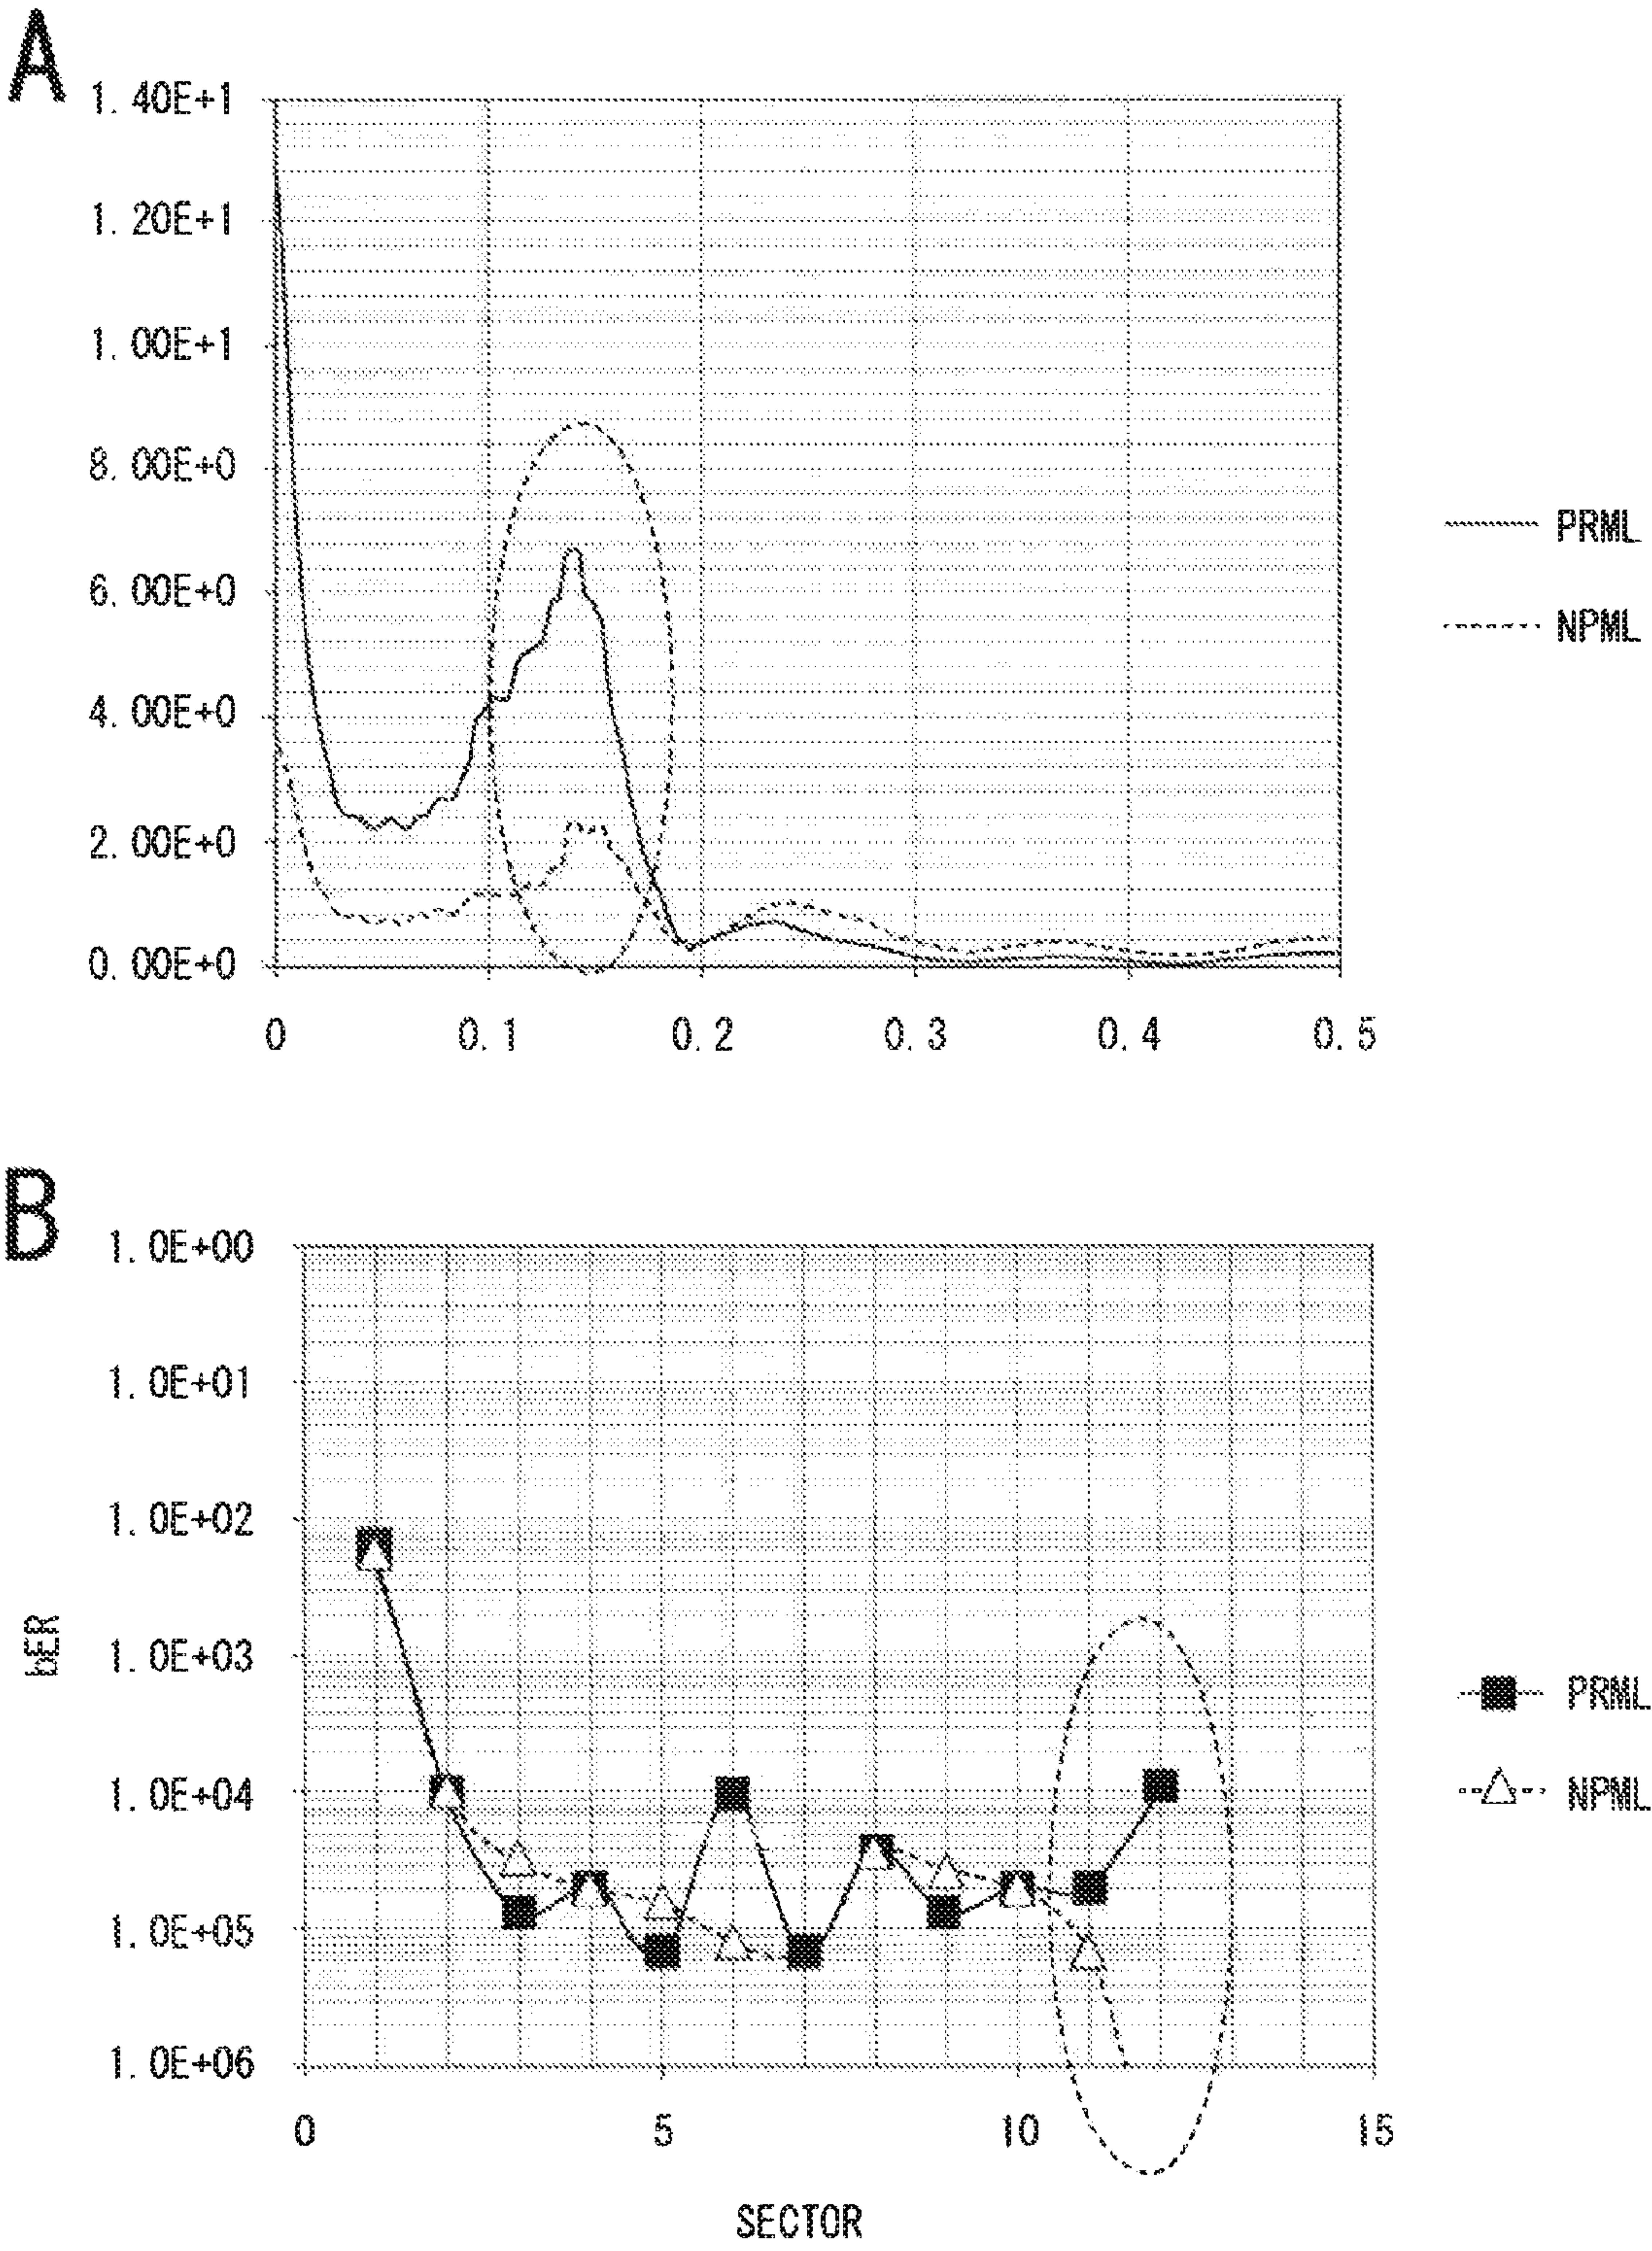 A
1. 40E+1
1. 20E+1
1. 00E+1
8. 00E+0
6. 00E+0
4. 00E+0
2. 00E+0
0. 00E+0
0 0. 1 0. 2 0. 3 0. 4 0. 5
PRML
NPML
B
1. 0E+00
1. 0E+01
1. 0E+02
1. 0E+03
1. 0E+04
1. 0E+05
1. 0E+06
bER
0 5 10 15
SECTOR
PRML
NPML